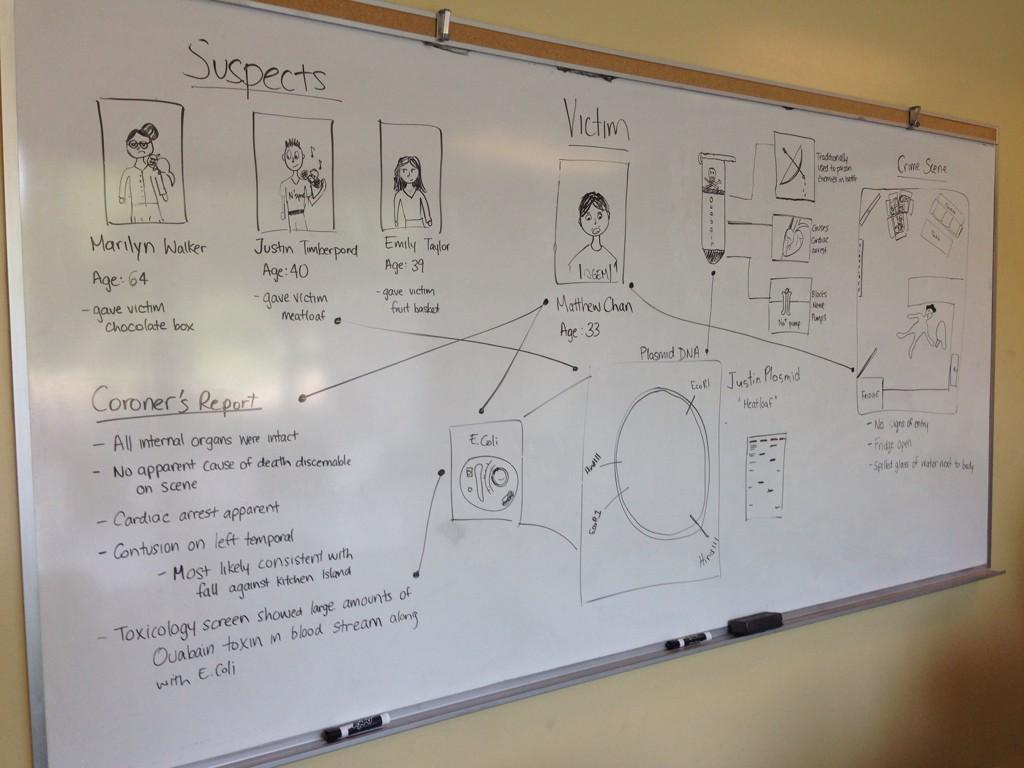 Suspects
Marilyn Walker
Age: 64
- gave victim
chocolate box
Justin Timberpond
Age: 40
- gave victim
meatloaf
Emily Taylor
Age: 39
- gave victim
fruit basket
Victim
Matthew Chan
Age: 33
Ouabain
Traditionally
used to poison
enemies in battle
Causes
Cardiac
arrest
Na+ pump
Blocks
Pumps
Crime Scene
- No signs of entry
- Fridge open
- Spilled glass of water next to body
Coroner's Report
- All internal organs were intact
- No apparent cause of death discernable
on scene
- Cardiac arrest apparent
- Contusion on left temporal
- Most likely consistent with
fall against kitchen island
- Toxicology screen showed large amounts of
Ouabain toxin in blood stream along
with E.Coli
E.Coli
Plasmid DNA
EcoRI
HindIII
EcoRI
HindIII
Justin Plasmid
"Meatloaf"